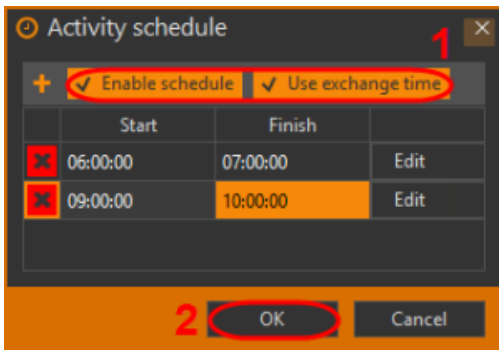 Activity schedule
1
Enable schedule Use exchange time
Start Finish
06:00:00 07:00:00 Edit
09:00:00 10:00:00 Edit
2 OK Cancel